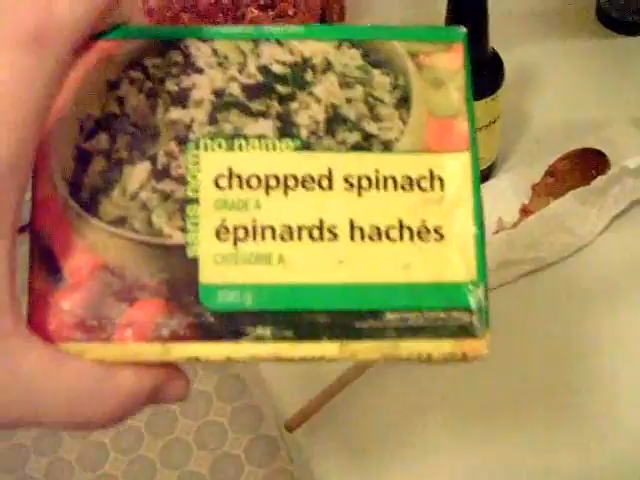 no name
chopped spinach
GRADE A
épinards hachés
CATÉGORIE A